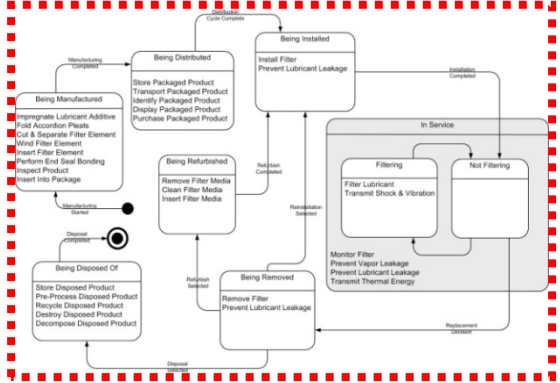 Distribution
Cycle Complete
Manufacturing
Completed
Being Distributed
Store Packaged Product
Transport Packaged Product
Identify Packaged Product
Display Packaged Product
Purchase Packaged Product
Being Installed
Install Filter
Prevent Lubricant Leakage
Installation
Completed
Being Manufactured
Impregnate Lubricant Additive
Fold Accordion Pleats
Cut & Separate Filter Element
Wind Filter Element
Insert Filter Element
Perform End Seal Bonding
Inspect Product
Insert Into Package
Manufacturing
Started
Being Refurbished
Remove Filter Media
Clean Filter Media
Insert Filter Media
Refurbish
Completed
Reinstallation
Selected
In Service
Filtering
Filter Lubricant
Transmit Shock & Vibration
Not Filtering
Monitor Filter
Prevent Vapor Leakage
Prevent Lubricant Leakage
Transmit Thermal Energy
Disposal
Completed
Being Disposed Of
Store Disposed Product
Pre-Process Disposed Product
Recycle Disposed Product
Destroy Disposed Product
Decompose Disposed Product
Refurbish
Selected
Being Removed
Remove Filter
Prevent Lubricant Leakage
Replacement
Decision
Disposal
Selected